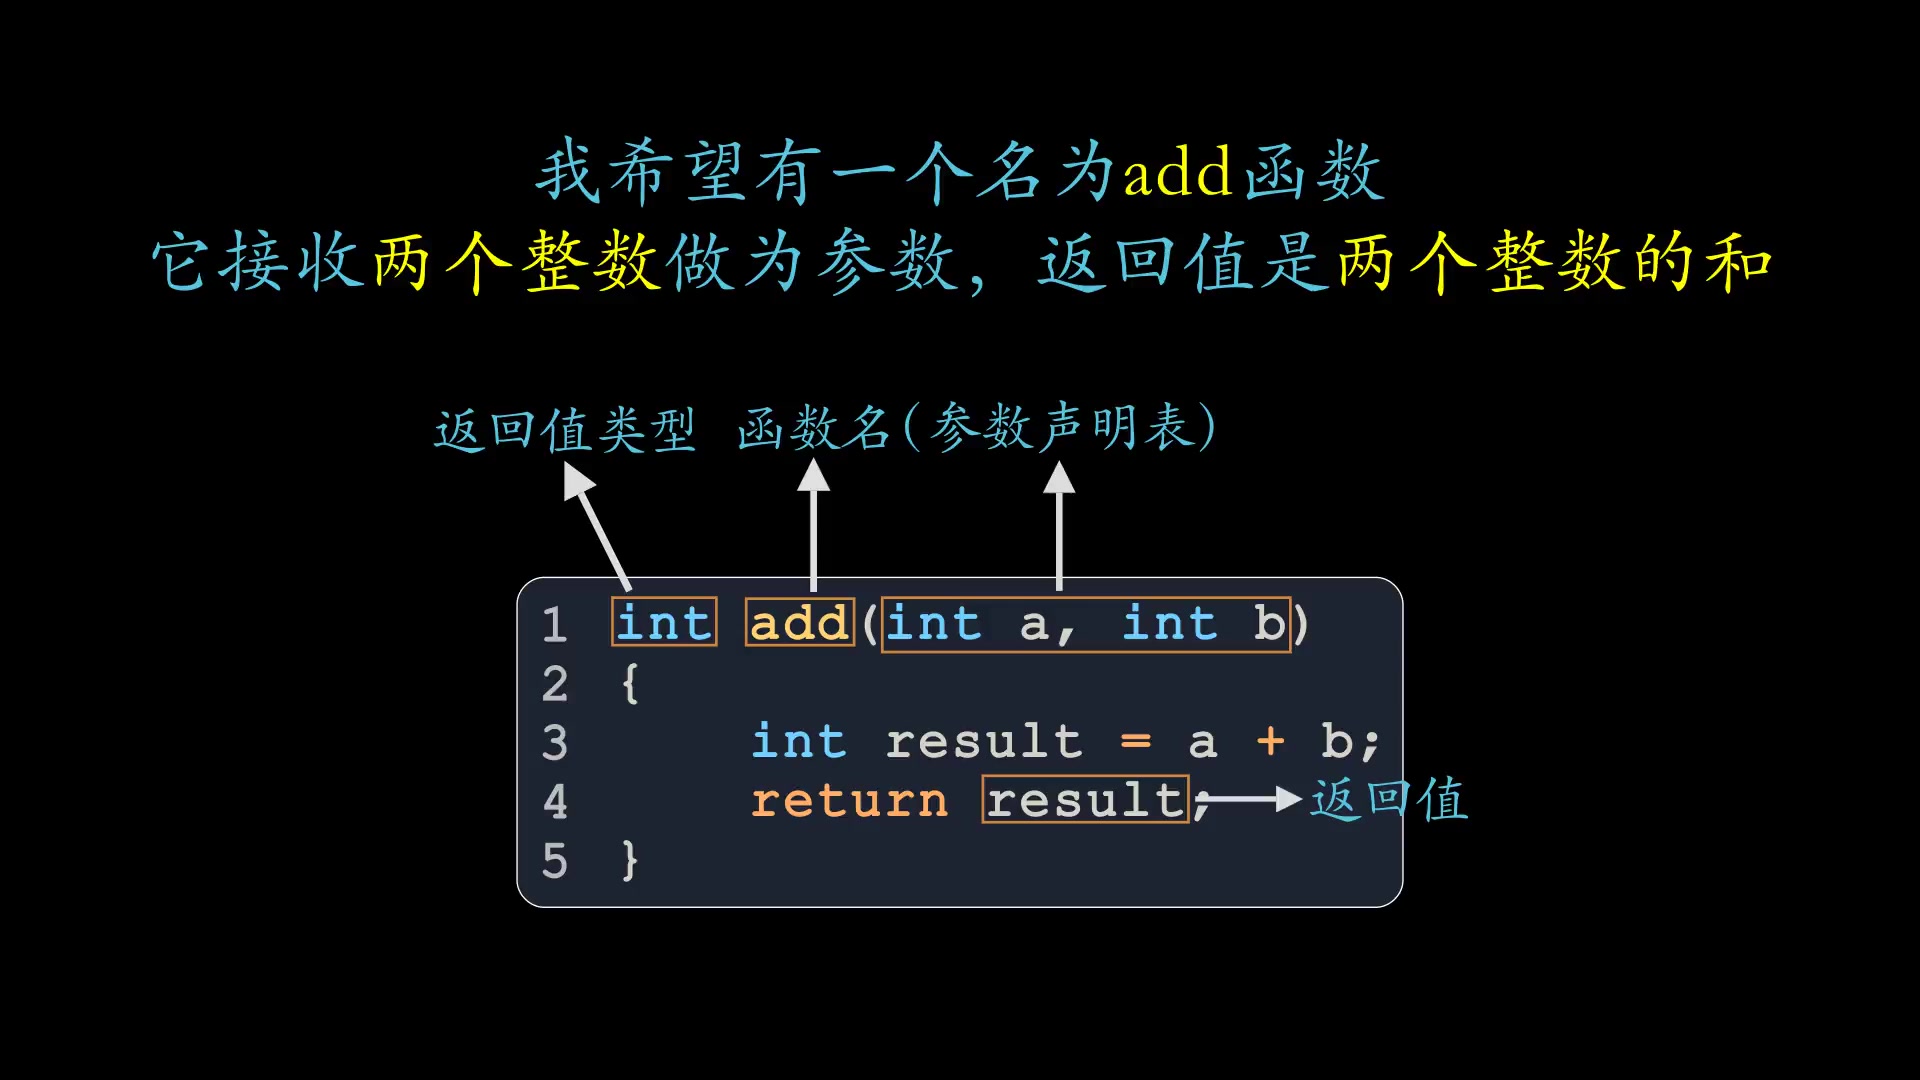 我希望有一个名为add函数
它接收两个整数做为参数，返回值是两个整数的和
返回值类型 函数名(参数声明表)
1 int add(int a, int b)
2 {
3 int result = a + b;
4 return result; 返回值
5 }